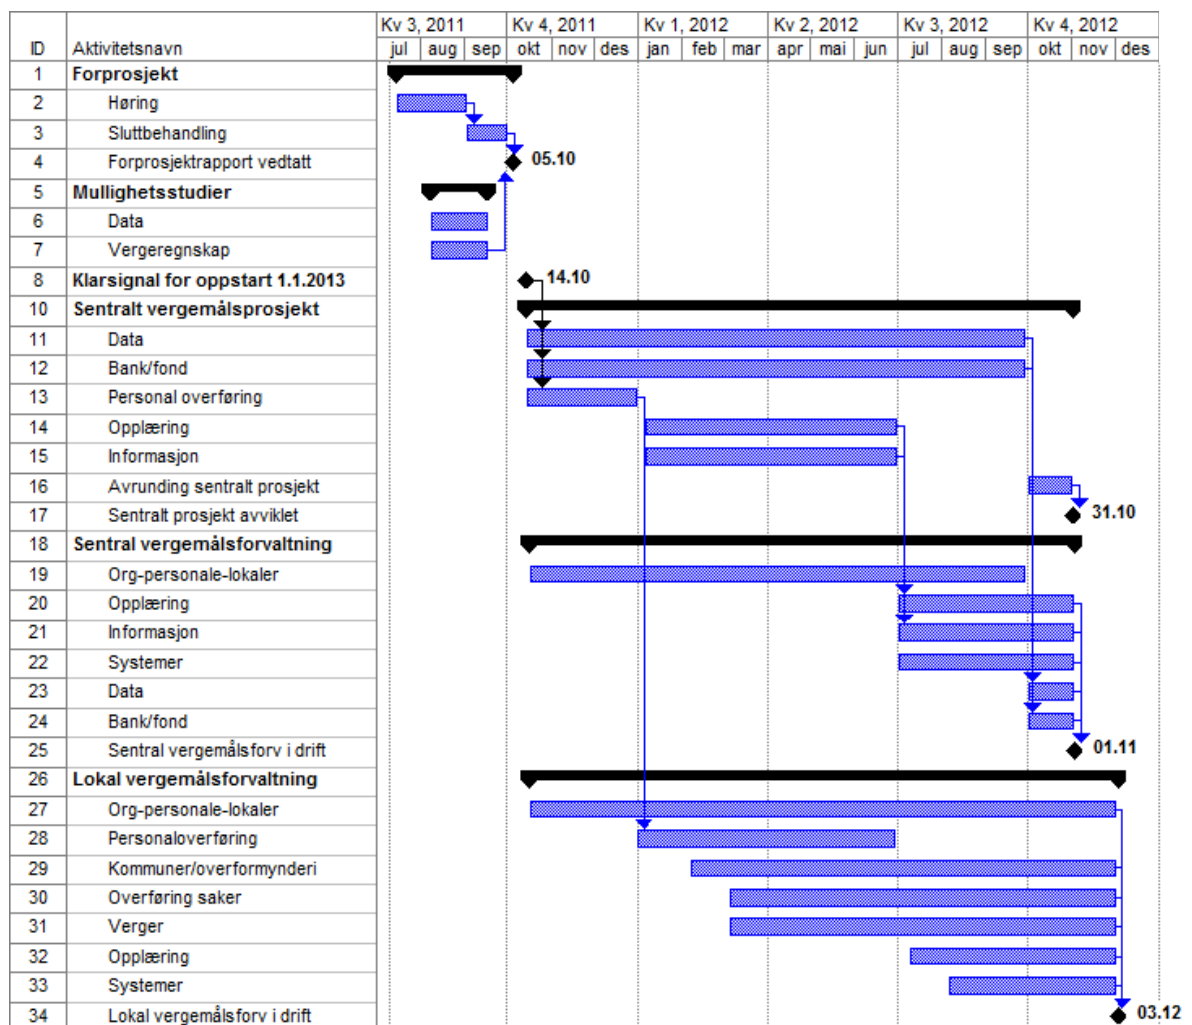 Kv 3, 2011 Kv 4, 2011 Kv 1, 2012 Kv 2, 2012 Kv 3, 2012 Kv 4, 2012
ID Aktivitetsnavn jul aug sep okt nov des jan feb mar apr mai jun jul aug sep okt nov des
1 Forprosjekt
2 Høring
3 Sluttbehandling
4 Forprosjektrapport vedtatt 05.10
5 Mullighetsstudier
6 Data
7 Vergeregnskap
8 Klarsignal for oppstart 1.1.2013 14.10
10 Sentralt vergemålsprosjekt
11 Data
12 Bank/fond
13 Personal overføring
14 Opplæring
15 Informasjon
16 Avrunding sentralt prosjekt
17 Sentralt prosjekt avviklet 31.10
18 Sentral vergemålsforvaltning
19 Org-personale-lokaler
20 Opplæring
21 Informasjon
22 Systemer
23 Data
24 Bank/fond
25 Sentral vergemålsforv i drift 01.11
26 Lokal vergemålsforvaltning
27 Org-personale-lokaler
28 Personaloverføring
29 Kommuner/overformynderi
30 Overføring saker
31 Verger
32 Opplæring
33 Systemer
34 Lokal vergemålsforv i drift 03.12